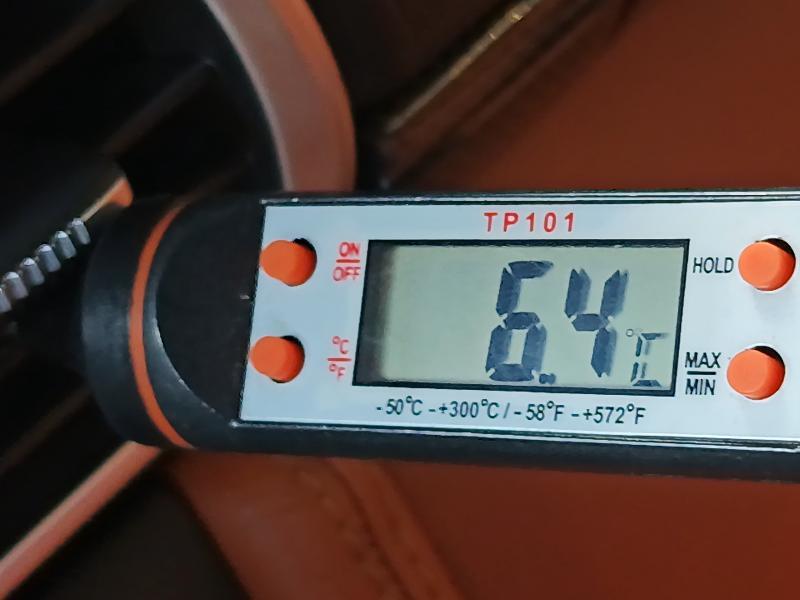 TP101
ON
OFF
HOLD
6.4
°C
°C
°F
MAX
MIN
-50°C -+300°C / -58°F -+572°F